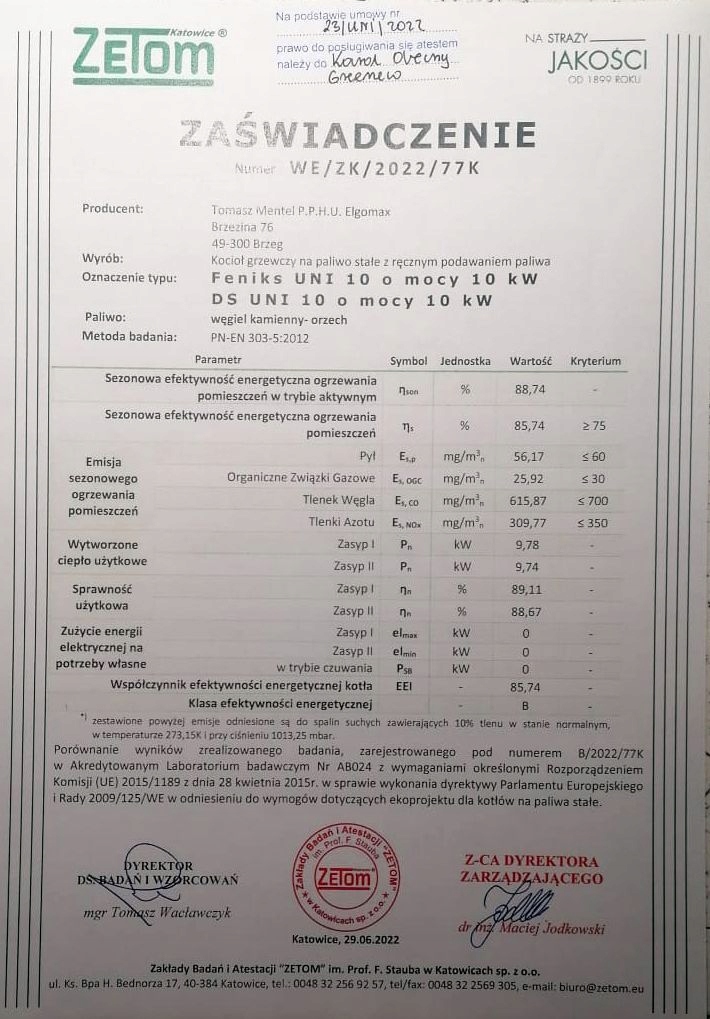 Katowice ®
ZETOM
Na podstawie umowy nr
23/UNI/2022
prawo do posługiwania się atestem
należy do Karol Obecny
Greenew
NA STRAŻY
JAKOŚCI
OD 1899 ROKU
ZAŚWIADCZENIE
Numer WE/ZK/2022/77K
Producent: Tomasz Mentel P.P.H.U. Elgomax
Brzezina 76
49-300 Brzeg
Wyrób: Kocioł grzewczy na paliwo stałe z ręcznym podawaniem paliwa
Oznaczenie typu: Feniks UNI 10 o mocy 10 kW
DS UNI 10 o mocy 10 kW
Paliwo: węgiel kamienny- orzech
Metoda badania: PN-EN 303-5:2012
Parametr Symbol Jednostka Wartość Kryterium
Sezonowa efektywność energetyczna ogrzewania
pomieszczeń w trybie aktywnym ηson % 88,74 -
Sezonowa efektywność energetyczna ogrzewania
pomieszczeń ηs % 85,74 ≥ 75
Emisja
sezonowego
ogrzewania
pomieszczeń
Pył Es,p mg/m³n 56,17 ≤ 60
Organiczne Związki Gazowe Es, OGC mg/m³n 25,92 ≤ 30
Tlenek Węgla Es, CO mg/m³n 615,87 ≤ 700
Tlenki Azotu Es, NOx mg/m³n 309,77 ≤ 350
Wytworzone
ciepło użytkowe
Zasyp I Pn kW 9,78 -
Zasyp II Pn kW 9,74 -
Sprawność
użytkowa
Zasyp I ηn % 89,11 -
Zasyp II ηn % 88,67 -
Zużycie energii
elektrycznej na
potrzeby własne
Zasyp I elmax kW 0 -
Zasyp II elmin kW 0 -
w trybie czuwania PSB kW 0 -
Współczynnik efektywności energetycznej kotła EEI - 85,74 -
Klasa efektywności energetycznej - B -
*) zestawione powyżej emisje odniesione są do spalin suchych zawierających 10% tlenu w stanie normalnym,
w temperaturze 273,15K i przy ciśnieniu 1013,25 mbar.
Porównanie wyników zrealizowanego badania, zarejestrowanego pod numerem B/2022/77K
w Akredytowanym Laboratorium badawczym Nr AB024 z wymaganiami określonymi Rozporządzeniem
Komisji (UE) 2015/1189 z dnia 28 kwietnia 2015r. w sprawie wykonania dyrektywy Parlamentu Europejskiego
i Rady 2009/125/WE w odniesieniu do wymogów dotyczących ekoprojektu dla kotłów na paliwa stałe.
DYREKTOR
DS. BADAŃ I WZORCOWAŃ
mgr Tomasz Wacławczyk
Zakłady Badań i Atestacji "ZETOM"
im. Prof. F. Stauba
ZETOM
w Katowicach sp. z o.o.
Z-CA DYREKTORA
ZARZĄDZAJĄCEGO
dr inż. Maciej Jodkowski
Katowice, 29.06.2022
Zakłady Badań i Atestacji "ZETOM" im. Prof. F. Stauba w Katowicach sp. z o.o.
ul. Ks. Bpa H. Bednorza 17, 40-384 Katowice, tel.: 0048 32 256 92 57, tel/fax: 0048 32 2569 305, e-mail: biuro@zetom.eu